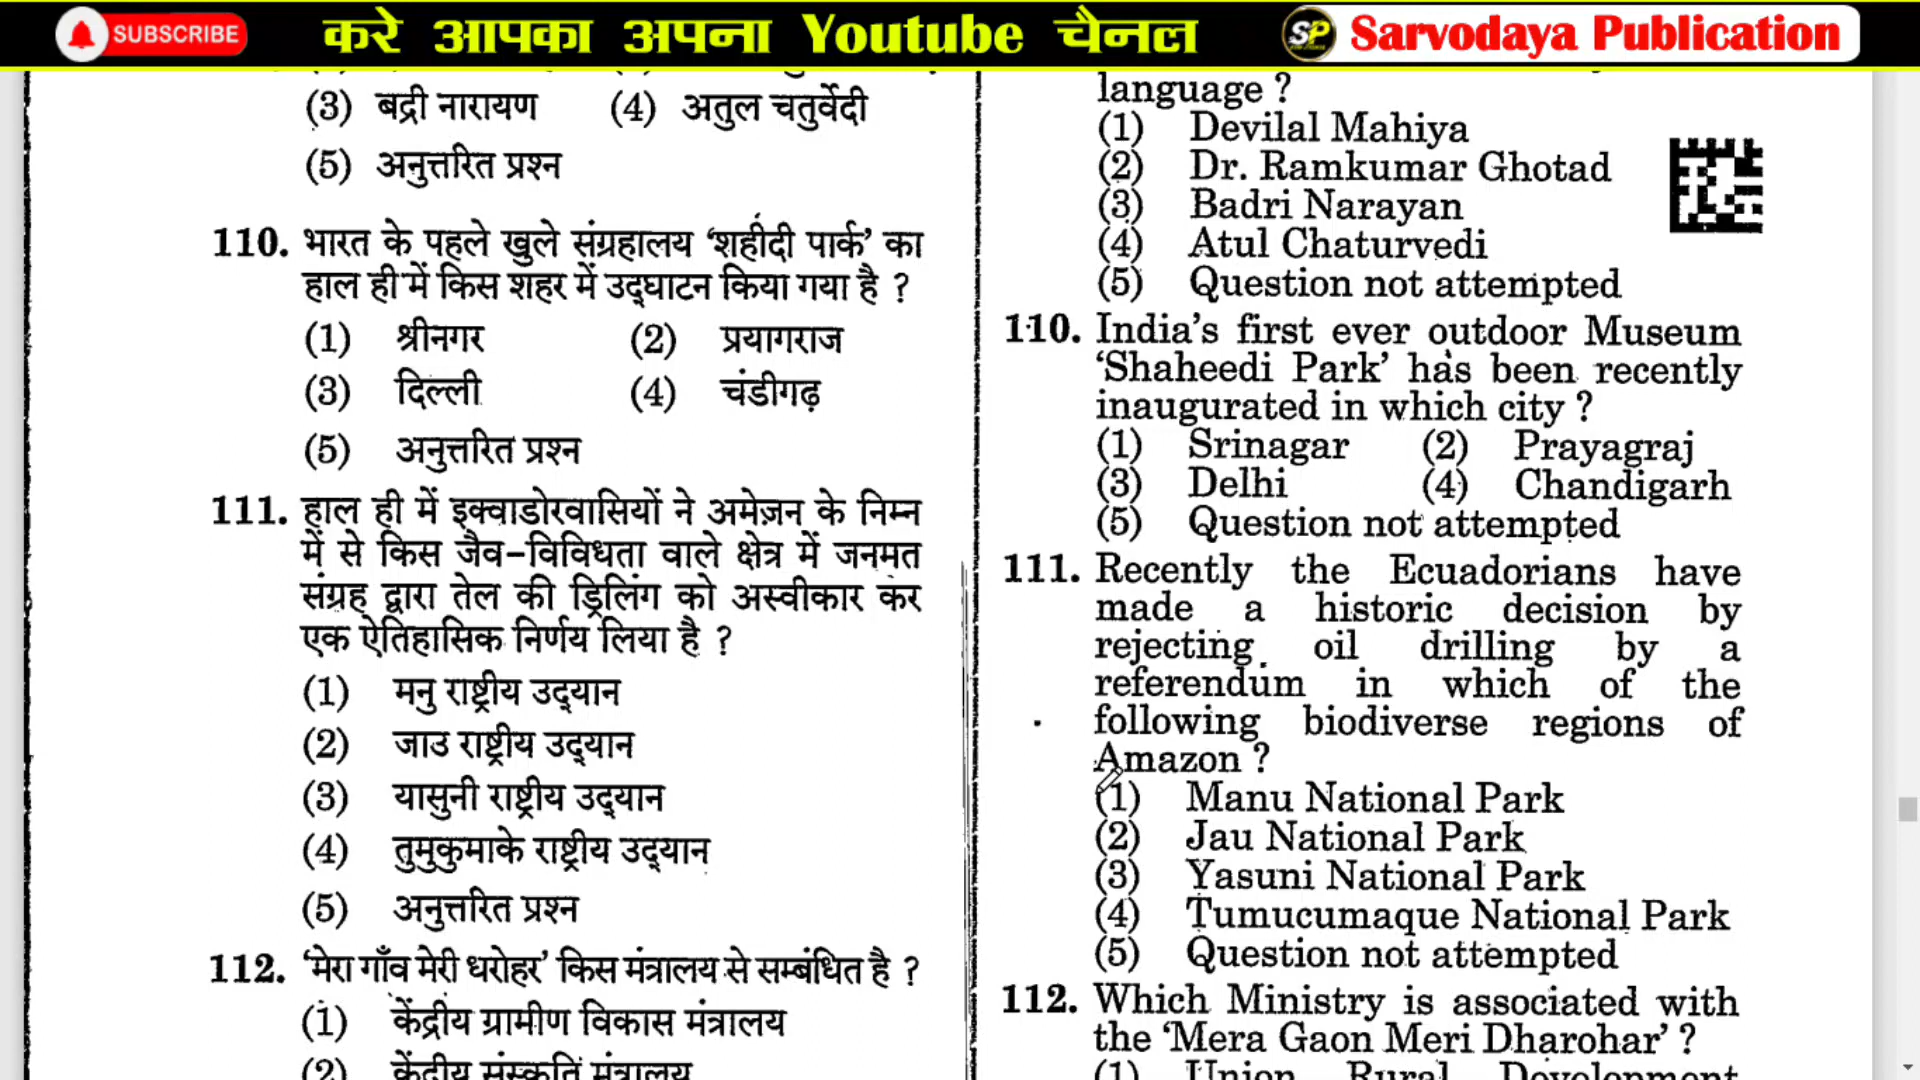 SUBSCRIBE
करे आपका अपना Youtube चैनल
SP
Sarvodaya Publication
(3) बद्री नारायण (4) अतुल चतुर्वेदी
(5) अनुत्तरित प्रश्न
110. भारत के पहले खुले संग्रहालय ‘शहीदी पार्क’ का
हाल ही में किस शहर में उद्घाटन किया गया है ?
(1) श्रीनगर (2) प्रयागराज
(3) दिल्ली (4) चंडीगढ़
(5) अनुत्तरित प्रश्न
111. हाल ही में इक्वाडोरवासियों ने अमेज़न के निम्न
में से किस जैव-विविधता वाले क्षेत्र में जनमत
संग्रह द्वारा तेल की ड्रिलिंग को अस्वीकार कर
एक ऐतिहासिक निर्णय लिया है ?
(1) मनु राष्ट्रीय उद्यान
(2) जाउ राष्ट्रीय उद्यान
(3) यासुनी राष्ट्रीय उद्यान
(4) तुमुकुमाके राष्ट्रीय उद्यान
(5) अनुत्तरित प्रश्न
112. ‘मेरा गाँव मेरी धरोहर’ किस मंत्रालय से सम्बंधित है ?
(1) केंद्रीय ग्रामीण विकास मंत्रालय
(2) केंद्रीय संस्कृति मंत्रालय
language ?
(1) Devilal Mahiya
(2) Dr. Ramkumar Ghotad
(3) Badri Narayan
(4) Atul Chaturvedi
(5) Question not attempted
110. India’s first ever outdoor Museum
‘Shaheedi Park’ has been recently
inaugurated in which city ?
(1) Srinagar (2) Prayagraj
(3) Delhi (4) Chandigarh
(5) Question not attempted
111. Recently the Ecuadorians have
made a historic decision by
rejecting oil drilling by a
referendum in which of the
following biodiverse regions of
Amazon ?
(1) Manu National Park
(2) Jau National Park
(3) Yasuni National Park
(4) Tumucumaque National Park
(5) Question not attempted
112. Which Ministry is associated with
the ‘Mera Gaon Meri Dharohar’ ?
(1) Union Rural Development